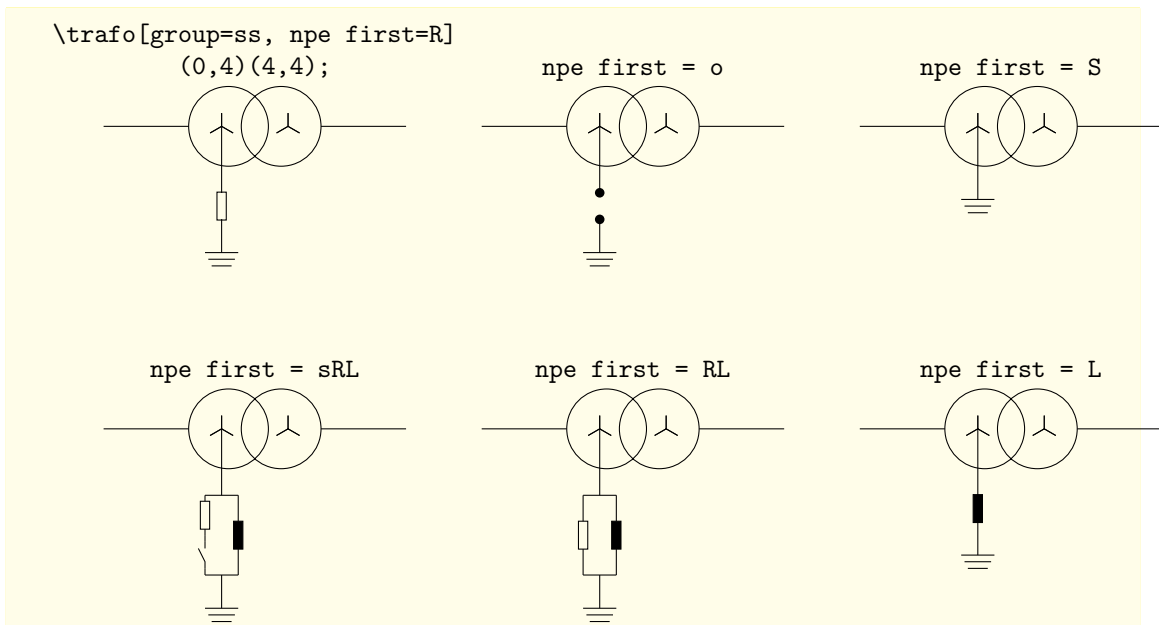 \trafo[group=ss, npe first=R]
(0,4)(4,4);
npe first = o
npe first = S
npe first = sRL
npe first = RL
npe first = L